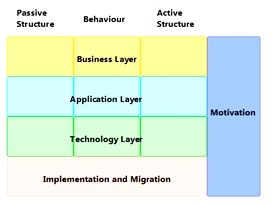 Passive
Structure
Behaviour
Active
Structure
Business Layer
Application Layer
Motivation
Technology Layer
Implementation and Migration